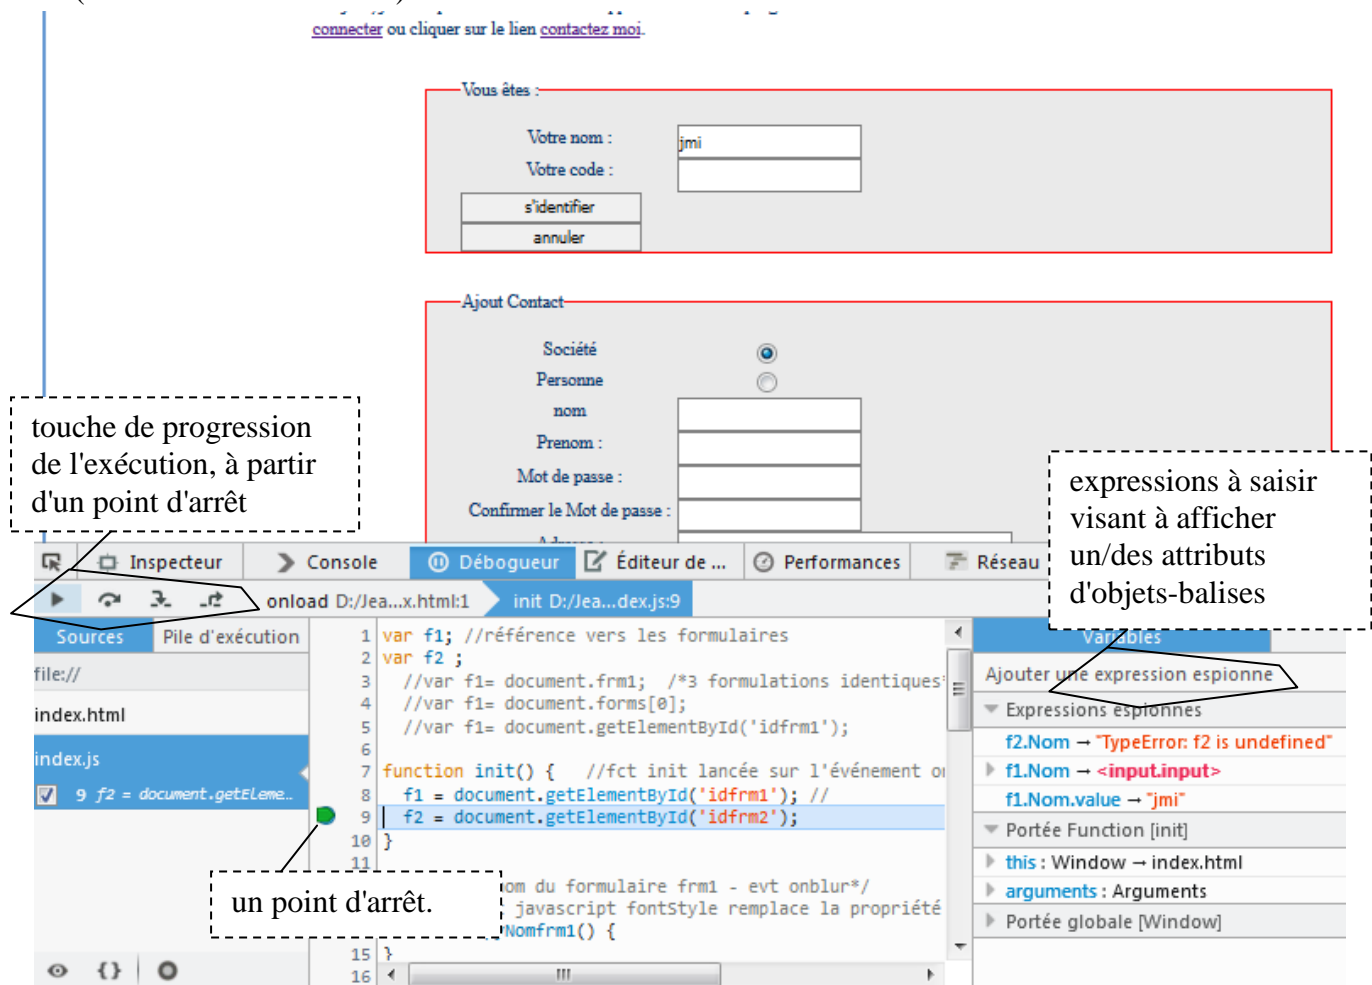 connecter ou cliquer sur le lien contactez moi.
Vous êtes :
Votre nom :
jmi
Votre code :
s'identifier
annuler
Ajout Contact
Société
Personne
nom
Prenom :
Mot de passe :
Confirmer le Mot de passe :
touche de progression
de l'exécution, à partir
d'un point d'arrêt
expressions à saisir
visant à afficher
un/des attributs
d'objets-balises
Inspecteur
Console
Débogueur
Éditeur de ...
Performances
Réseau
onload D:/Jea...x.html:1
init D:/Jea...dex.js:9
Sources
Pile d'exécution
file://
index.html
index.js
9 f2 = document.getEleme...
1 var f1; //référence vers les formulaires
2 var f2 ;
3 //var f1= document.frm1; /*3 formulations identiques*
4 //var f1= document.forms[0];
5 //var f1= document.getElementById('idfrm1');
6
7 function init() { //fct init lancée sur l'événement
8 f1 = document.getElementById('idfrm1'); //
9 f2 = document.getElementById('idfrm2');
10 }
11
nom du formulaire frm1 - evt onblur*/
javascript fontStyle remplace la propriété
Nomfrm1() {
15 }
16
un point d'arrêt.
Variables
Ajouter une expression espionne
Expressions espionnes
f2.Nom → "TypeError: f2 is undefined"
f1.Nom → <input.input>
f1.Nom.value → "jmi"
Portée Function [init]
this : Window → index.html
arguments : Arguments
Portée globale [Window]
{}